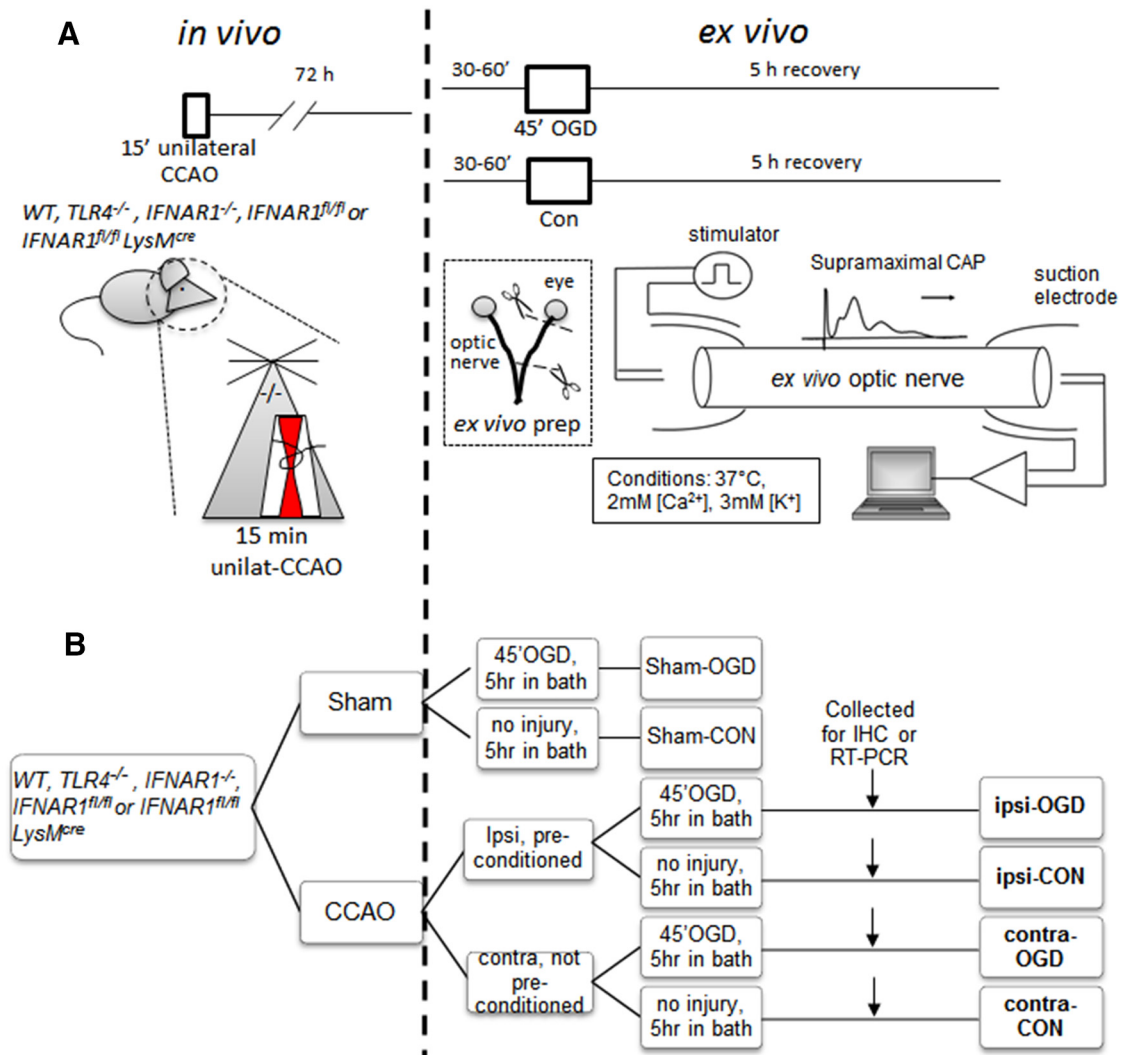 A
in vivo
72 h
15' unilateral
CCAO
WT, TLR4-/- , IFNAR1-/-, IFNAR1fl/fl or
IFNAR1fl/fl LysMcre
-/-
15 min
unilat-CCAO
ex vivo
30-60'
5 h recovery
45' OGD
30-60'
5 h recovery
Con
eye
optic
nerve
ex vivo prep
stimulator
Supramaximal CAP
suction
electrode
ex vivo optic nerve
Conditions: 37°C,
2mM [Ca2+], 3mM [K+]
B
WT, TLR4-/- , IFNAR1-/-,
IFNAR1fl/fl or IFNAR1fl/fl
LysMcre
Sham
CCAO
45'OGD,
5hr in bath
Sham-OGD
no injury,
5hr in bath
Sham-CON
Collected
for IHC or
RT-PCR
Ipsi, pre-
conditioned
45'OGD,
5hr in bath
ipsi-OGD
no injury,
5hr in bath
ipsi-CON
contra, not
pre-
conditioned
45'OGD,
5hr in bath
contra-
OGD
no injury,
5hr in bath
contra-
CON